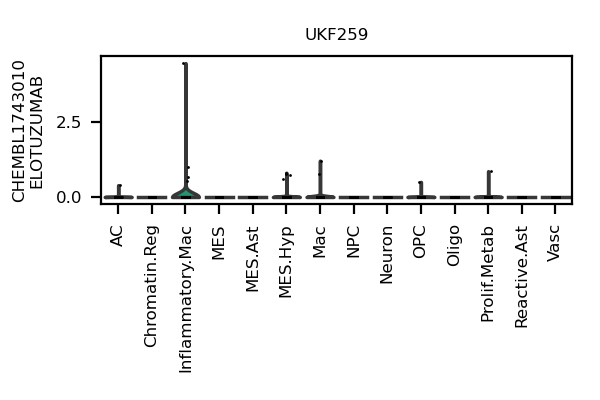 UKF259
CHEMBL1743010
ELOTUZUMAB
2.5
0.0
AC
Chromatin.Reg
Inflammatory.Mac
MES
MES.Ast
MES.Hyp
Mac
NPC
Neuron
OPC
Oligo
Prolif.Metab
Reactive.Ast
Vasc